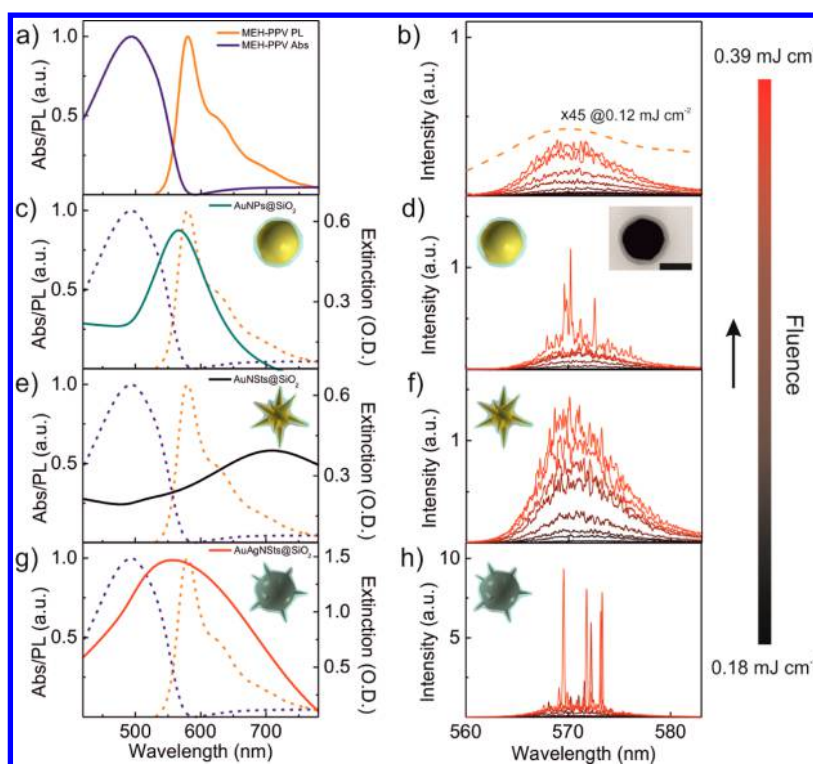 a)
1.0
0.5
Abs/PL (a.u.)
MEH-PPV PL
MEH-PPV Abs
b)
1
Intensity (a.u.)
x45 @0.12 mJ cm⁻²
0.39 mJ cm
c)
1.0
0.5
Abs/PL (a.u.)
AuNPs@SiO₂
0.6
0.3
0.0
Extinction (O.D.)
d)
1
Intensity (a.u.)
e)
1.0
0.5
Abs/PL (a.u.)
AuNSts@SiO₂
0.6
0.3
0.0
Extinction (O.D.)
f)
1
Intensity (a.u.)
Fluence
g)
1.0
0.5
Abs/PL (a.u.)
AuAgNSts@SiO₂
1.5
1.0
0.5
Extinction (O.D.)
500
600
700
Wavelength (nm)
h)
10
5
Intensity (a.u.)
560
570
580
Wavelength (nm)
0.18 mJ cm